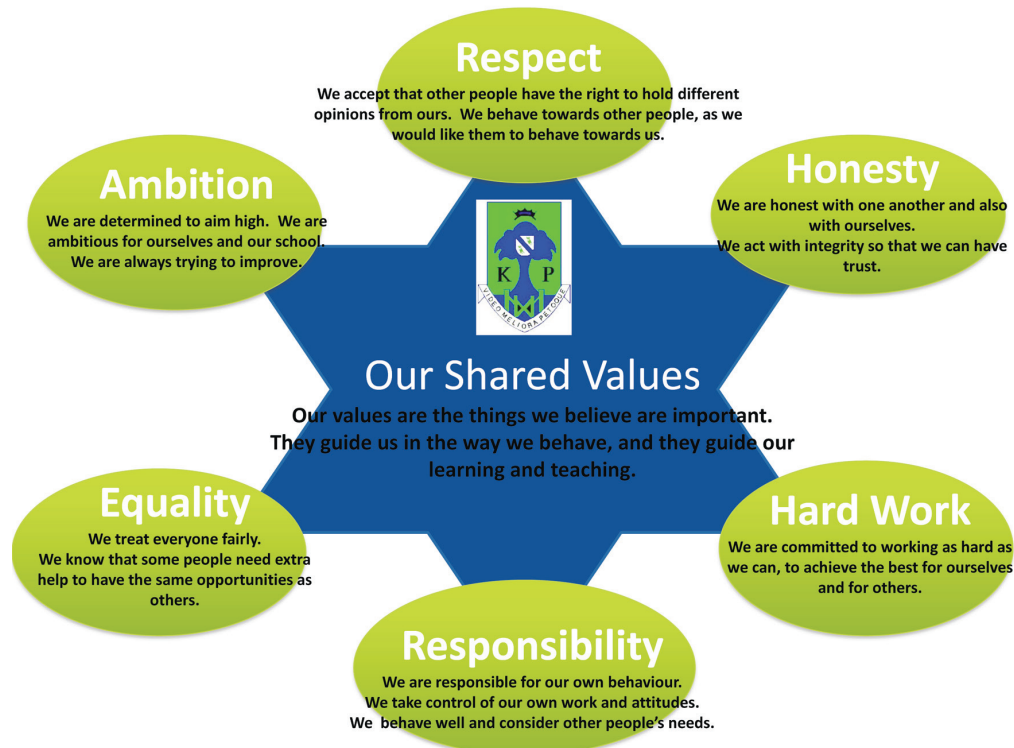 Respect
We accept that other people have the right to hold different
opinions from ours. We behave towards other people, as we
would like them to behave towards us.
Ambition
We are determined to aim high. We are
ambitious for ourselves and our school.
We are always trying to improve.
Honesty
We are honest with one another and also
with ourselves.
We act with integrity so that we can have
trust.
K P
VIDEO MELIORA PETOQUE
Our Shared Values
Our values are the things we believe are important.
They guide us in the way we behave, and they guide our
learning and teaching.
Equality
We treat everyone fairly.
We know that some people need extra
help to have the same opportunities as
others.
Hard Work
We are committed to working as hard as
we can, to achieve the best for ourselves
and for others.
Responsibility
We are responsible for our own behaviour.
We take control of our own work and attitudes.
We behave well and consider other people's needs.